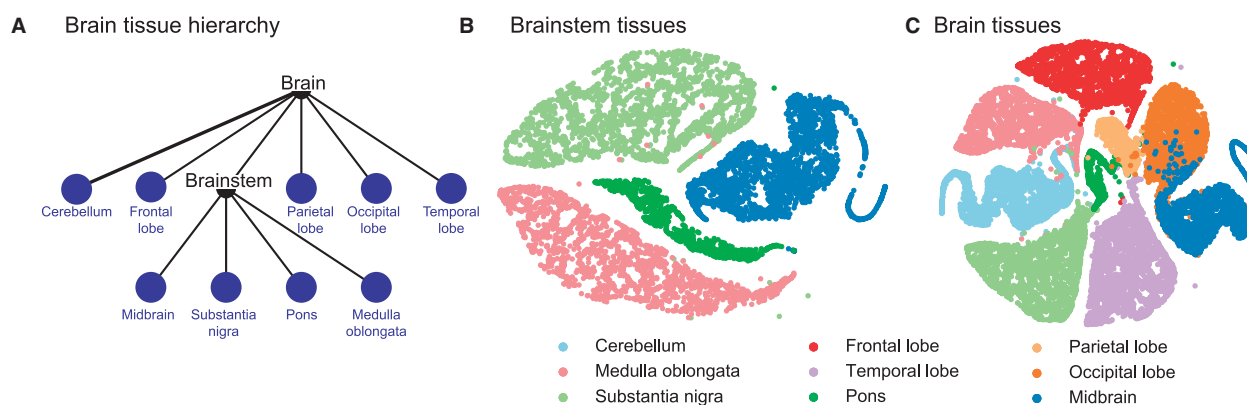 A Brain tissue hierarchy
Brain
Brainstem
Cerebellum
Frontal
lobe
Parietal
lobe
Occipital
lobe
Temporal
lobe
Midbrain
Substantia
nigra
Pons
Medulla
oblongata
B Brainstem tissues
C Brain tissues
Cerebellum
Medulla oblongata
Substantia nigra
Frontal lobe
Temporal lobe
Pons
Parietal lobe
Occipital lobe
Midbrain